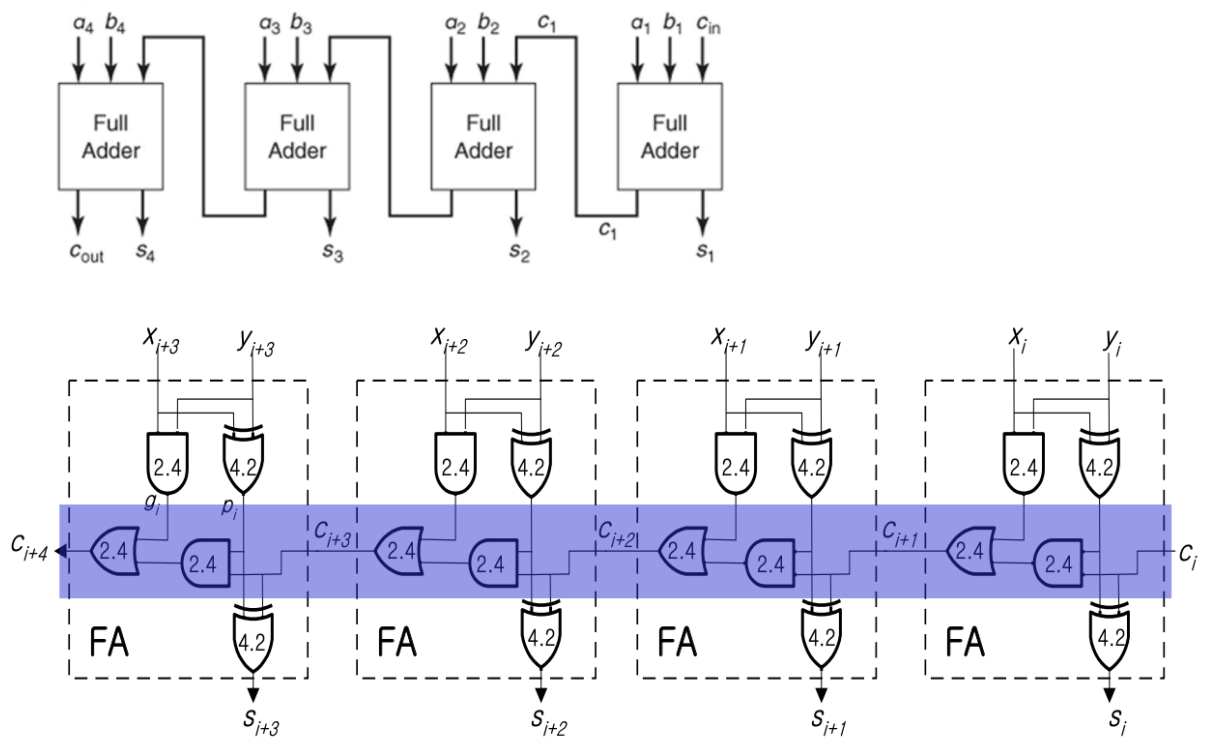 a4 b4 a3 b3 a2 b2 c1 a1 b1 cin
Full Adder Full Adder Full Adder Full Adder
c1
cout s4 s3 s2 s1
xi+3 yi+3 xi+2 yi+2 xi+1 yi+1 xi yi
2.4 4.2 2.4 4.2 2.4 4.2 2.4 4.2
gi pi
ci+4 2.4 2.4 ci+3 2.4 2.4 ci+2 2.4 2.4 ci+1 2.4 2.4 ci
FA 4.2 FA 4.2 FA 4.2 FA 4.2
si+3 si+2 si+1 si